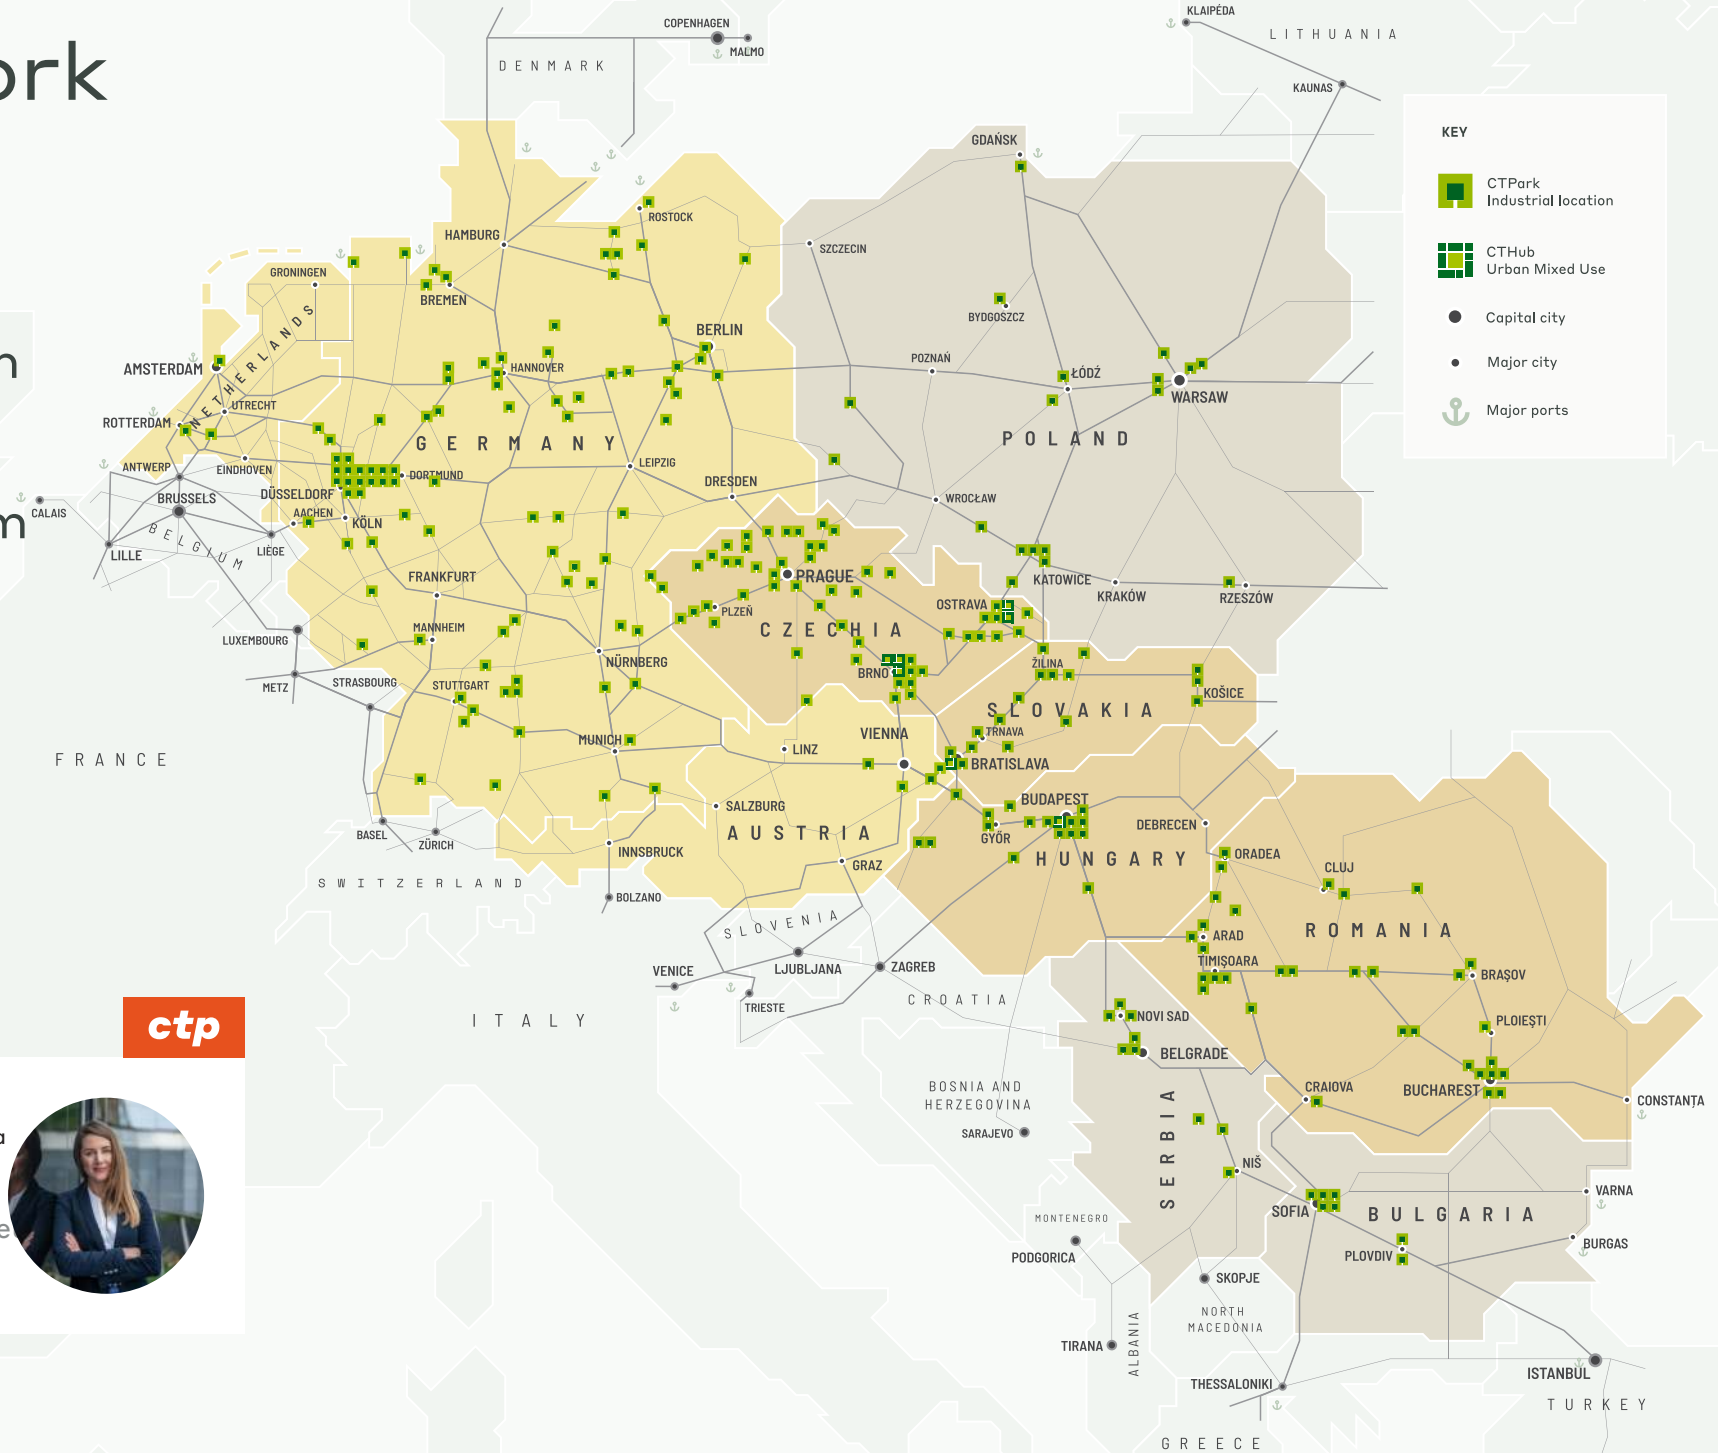 ork
n
m
a
e
ctp
KEY
CTPark
Industrial location
CTHub
Urban Mixed Use
Capital city
Major city
Major ports
COPENHAGEN
MALMO
DENMARK
KLAIPĖDA
LITHUANIA
KAUNAS
GDAŃSK
ROSTOCK
HAMBURG
SZCZECIN
GRONINGEN
BREMEN
BYDGOSZCZ
BERLIN
NETHERLANDS
AMSTERDAM
HANNOVER
POZNAŃ
ŁÓDŹ
WARSAW
UTRECHT
ROTTERDAM
GERMANY
POLAND
ANTWERP
EINDHOVEN
DORTMUND
LEIPZIG
DRESDEN
DÜSSELDORF
BRUSSELS
WROCŁAW
CALAIS
AACHEN
KÖLN
BELGIUM
LILLE
LIÈGE
FRANKFURT
PRAGUE
KATOWICE
KRAKÓW
RZESZÓW
OSTRAVA
PLZEŇ
CZECHIA
LUXEMBOURG
MANNHEIM
NÜRNBERG
ŽILINA
BRNO
METZ
STRASBOURG
STUTTGART
KOŠICE
SLOVAKIA
TRNAVA
VIENNA
MUNICH
LINZ
BRATISLAVA
FRANCE
SALZBURG
BUDAPEST
AUSTRIA
GYŐR
DEBRECEN
BASEL
ZÜRICH
INNSBRUCK
HUNGARY
ORADEA
GRAZ
CLUJ
SWITZERLAND
BOLZANO
SLOVENIA
ARAD
ROMANIA
VENICE
LJUBLJANA
ZAGREB
TIMIȘOARA
BRAȘOV
TRIESTE
CROATIA
NOVI SAD
PLOIEȘTI
ITALY
BELGRADE
BOSNIA AND
HERZEGOVINA
CRAIOVA
BUCHAREST
CONSTANȚA
SARAJEVO
SERBIA
NIŠ
VARNA
MONTENEGRO
SOFIA
BULGARIA
PODGORICA
PLOVDIV
BURGAS
SKOPJE
NORTH
MACEDONIA
TIRANA
ALBANIA
THESSALONIKI
ISTANBUL
TURKEY
GREECE